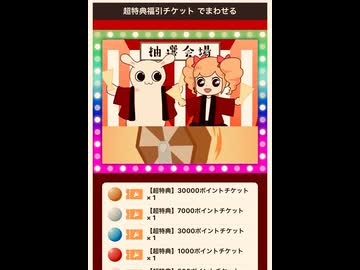 超特典福引チケット でまわせる
抽選会場
【超特典】30000ポイントチケット
×1
【超特典】7000ポイントチケット
×1
【超特典】3000ポイントチケット
×1
【超特典】1000ポイントチケット
×1